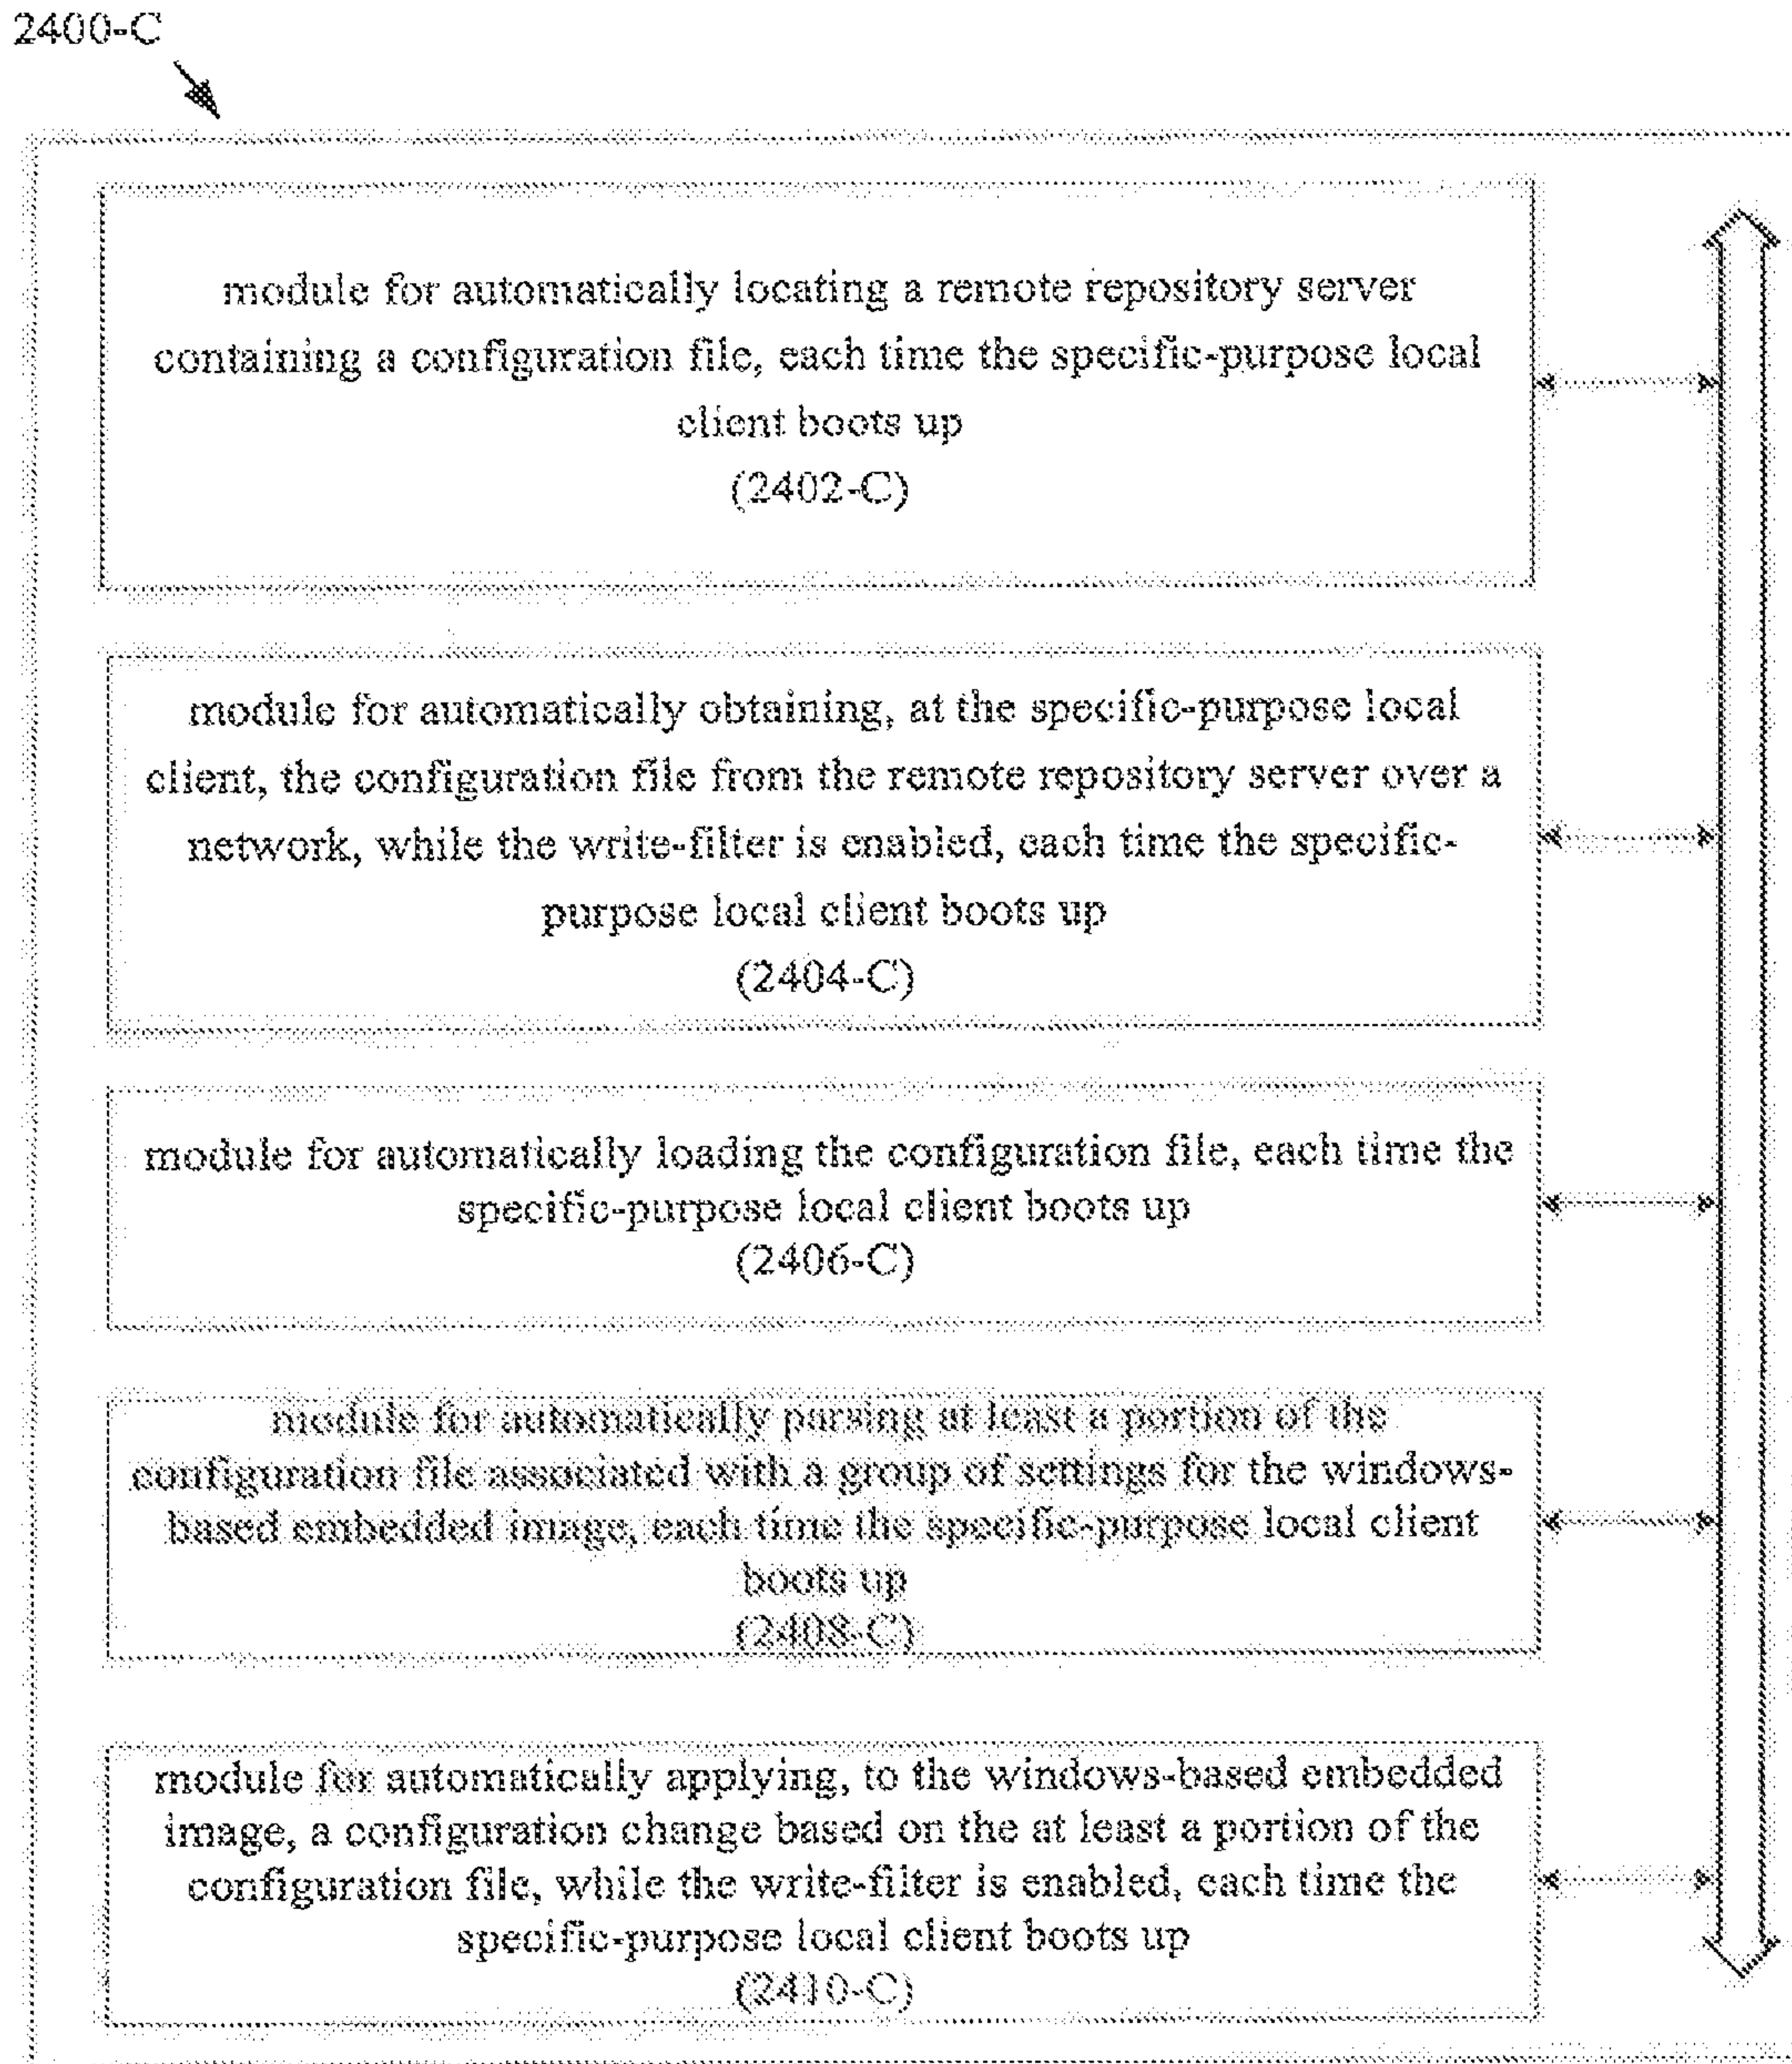 2400-C
module for automatically locating a remote repository server
containing a configuration file, each time the specific-purpose local
client boots up
(2402-C)
module for automatically obtaining, at the specific-purpose local
client, the configuration file from the remote repository server over a
network, while the write-filter is enabled, each time the specific-
purpose local client boots up
(2404-C)
module for automatically loading the configuration file, each time the
specific-purpose local client boots up
(2406-C)
module for automatically parsing at least a portion of the
configuration file associated with a group of settings for the windows-
based embedded image, each time the specific-purpose local client
boots up
(2408-C)
module for automatically applying, to the windows-based embedded
image, a configuration change based on the at least a portion of the
configuration file, while the write-filter is enabled, each time the
specific-purpose local client boots up
(2410-C)